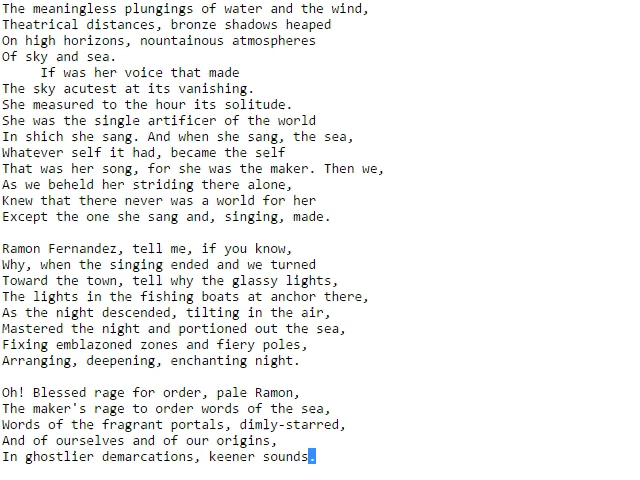 The meaningless plungings of water and the wind,
Theatrical distances, bronze shadows heaped
On high horizons, nountainous atmospheres
Of sky and sea.
If was her voice that made
The sky acutest at its vanishing.
She measured to the hour its solitude.
She was the single artificer of the world
In shich she sang. And when she sang, the sea,
Whatever self it had, became the self
That was her song, for she was the maker. Then we,
As we beheld her striding there alone,
Knew that there never was a world for her
Except the one she sang and, singing, made.

Ramon Fernandez, tell me, if you know,
Why, when the singing ended and we turned
Toward the town, tell why the glassy lights,
The lights in the fishing boats at anchor there,
As the night descended, tilting in the air,
Mastered the night and portioned out the sea,
Fixing emblazoned zones and fiery poles,
Arranging, deepening, enchanting night.

Oh! Blessed rage for order, pale Ramon,
The maker's rage to order words of the sea,
Words of the fragrant portals, dimly-starred,
And of ourselves and of our origins,
In ghostlier demarcations, keener sounds.